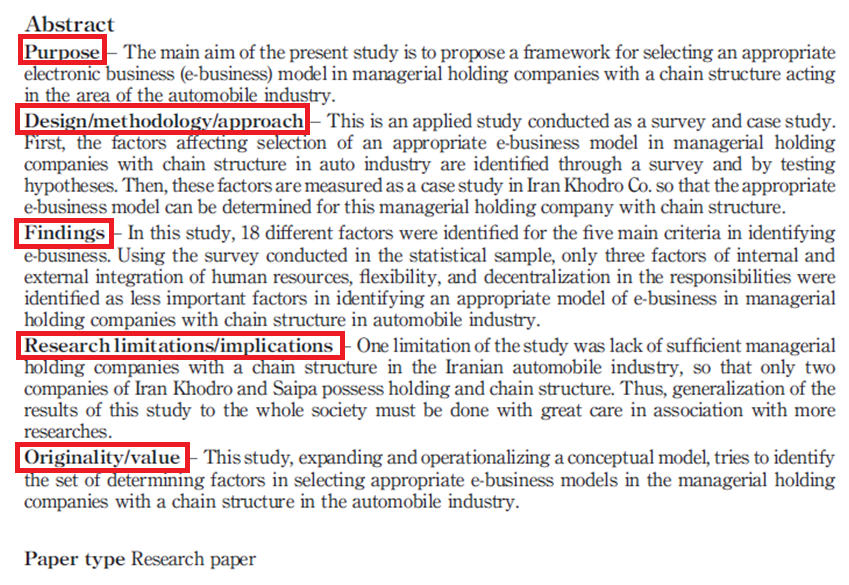 Abstract
Purpose – The main aim of the present study is to propose a framework for selecting an appropriate
electronic business (e-business) model in managerial holding companies with a chain structure acting
in the area of the automobile industry.
Design/methodology/approach – This is an applied study conducted as a survey and case study.
First, the factors affecting selection of an appropriate e-business model in managerial holding
companies with chain structure in auto industry are identified through a survey and by testing
hypotheses. Then, these factors are measured as a case study in Iran Khodro Co. so that the appropriate
e-business model can be determined for this managerial holding company with chain structure.
Findings – In this study, 18 different factors were identified for the five main criteria in identifying
e-business. Using the survey conducted in the statistical sample, only three factors of internal and
external integration of human resources, flexibility, and decentralization in the responsibilities were
identified as less important factors in identifying an appropriate model of e-business in managerial
holding companies with chain structure in automobile industry.
Research limitations/implications – One limitation of the study was lack of sufficient managerial
holding companies with a chain structure in the Iranian automobile industry, so that only two
companies of Iran Khodro and Saipa possess holding and chain structure. Thus, generalization of the
results of this study to the whole society must be done with great care in association with more
researches.
Originality/value – This study, expanding and operationalizing a conceptual model, tries to identify
the set of determining factors in selecting appropriate e-business models in the managerial holding
companies with a chain structure in the automobile industry.
Paper type Research paper